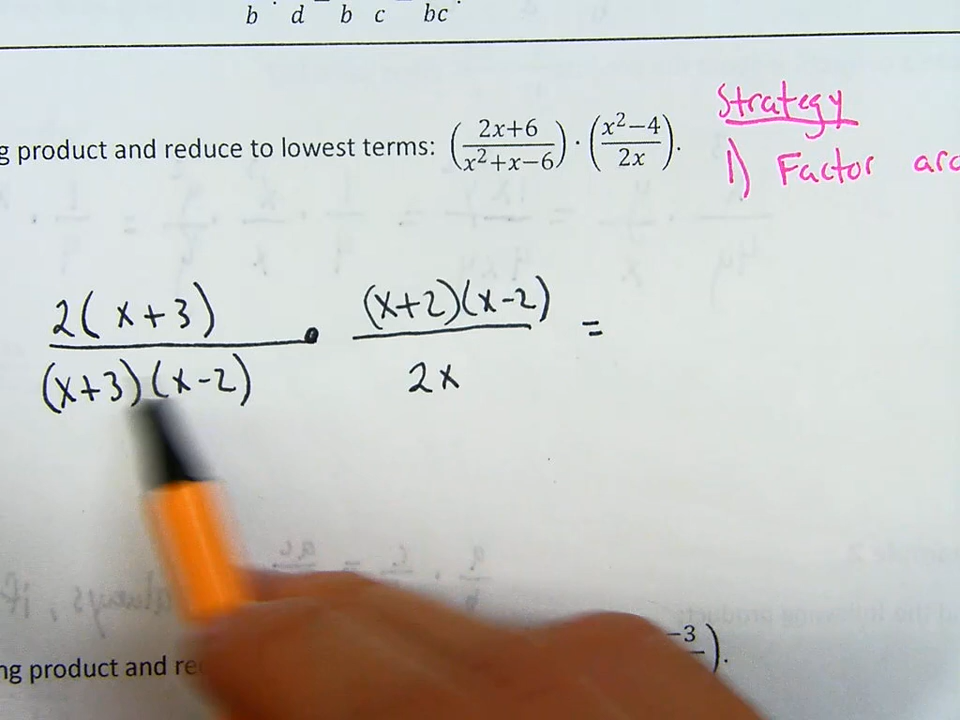 b d b c bc
g product and reduce to lowest terms: (2x+6/x²+x−6) · (x²−4/2x).
Strategy
1) Factor
2(x+3)/(x+3)(x-2) • (x+2)(x-2)/2x =
ng product and
−3
).